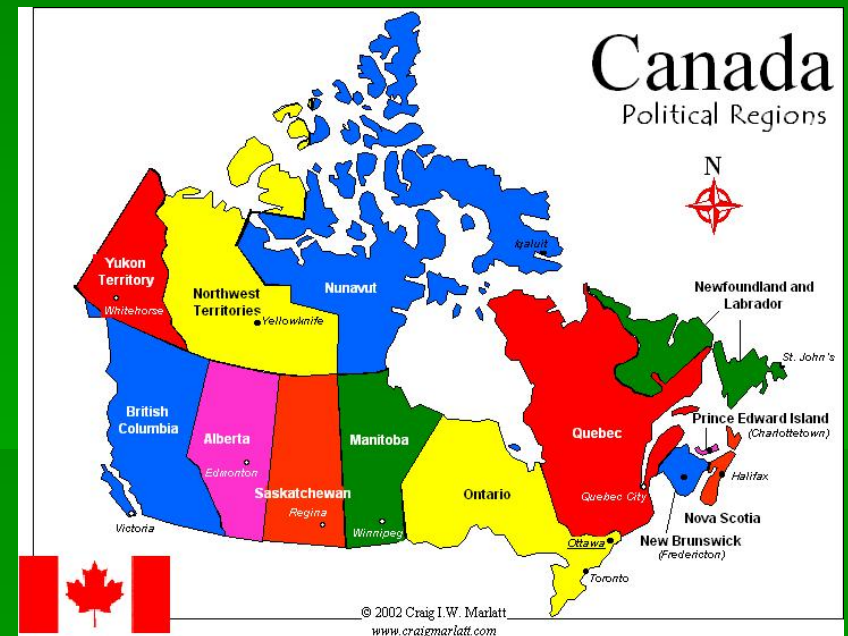 Canada
Political Regions
N
Iqaluit
Yukon
Territory
Whitehorse
Northwest
Territories
Yellowknife
Nunavut
Newfoundland and
Labrador
St. John's
British
Columbia
Victoria
Alberta
Edmonton
Saskatchewan
Regina
Manitoba
Winnipeg
Ontario
Quebec
Quebec City
Prince Edward Island
(Charlottetown)
Halifax
Nova Scotia
New Brunswick
(Fredericton)
Ottawa
Toronto
© 2002 Craig I.W. Marlatt
www.craigmarlatt.com